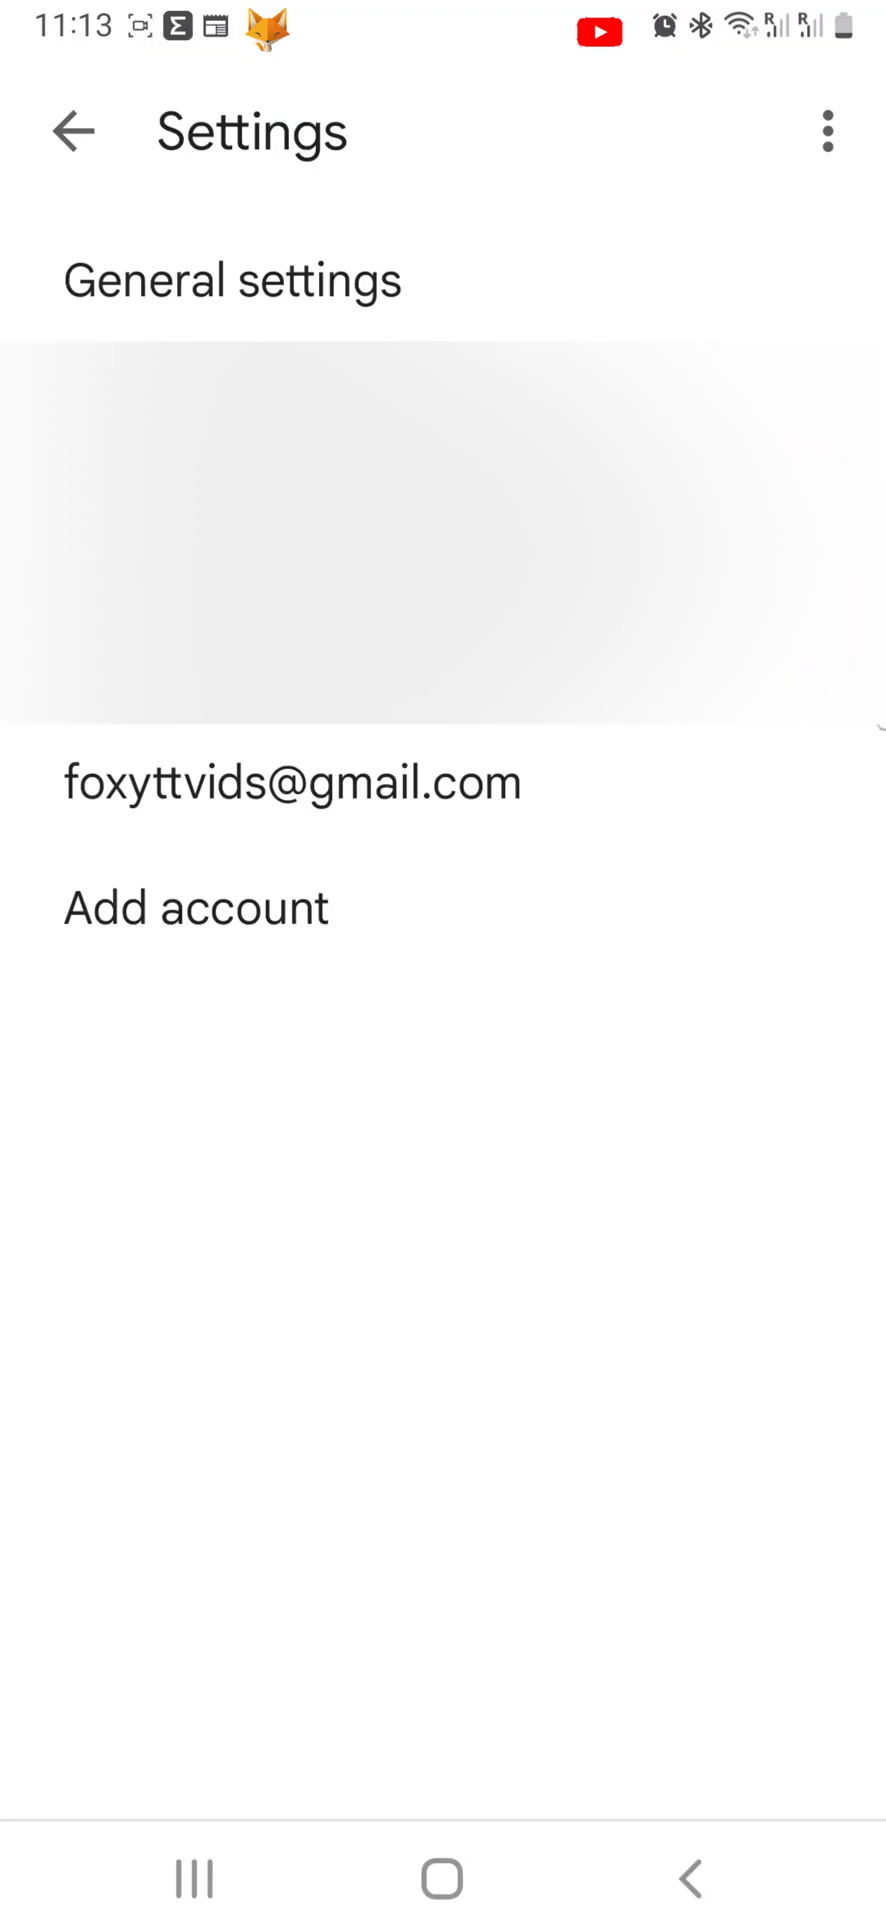 11:13
Settings
General settings
foxyttvids@gmail.com
Add account